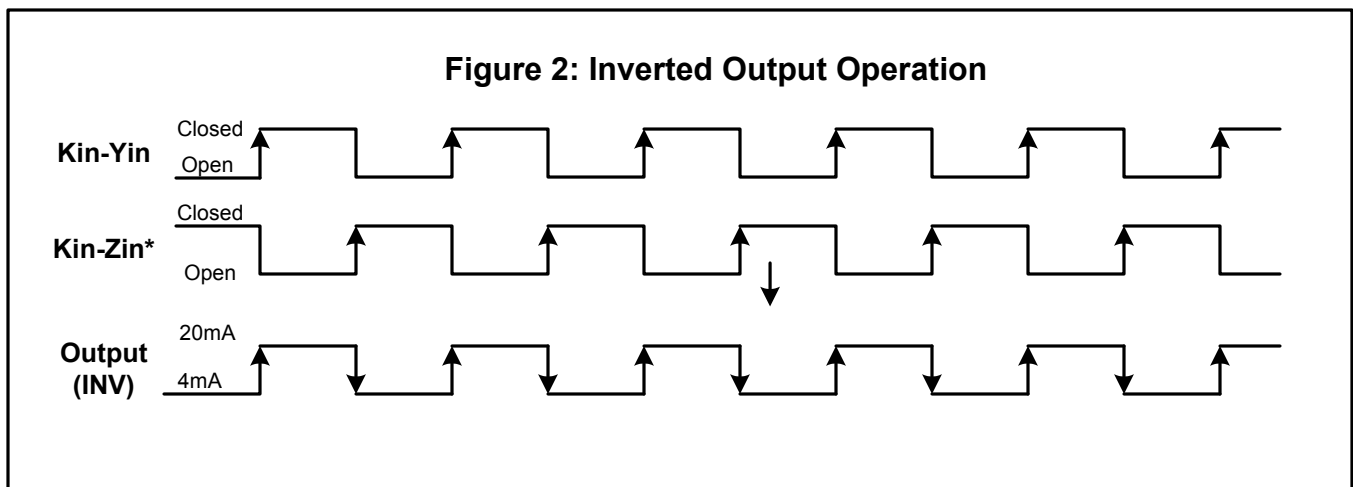 Figure 2: Inverted Output Operation
Closed
Kin-Yin
Open
Closed
Kin-Zin*
Open
20mA
Output
(INV)
4mA